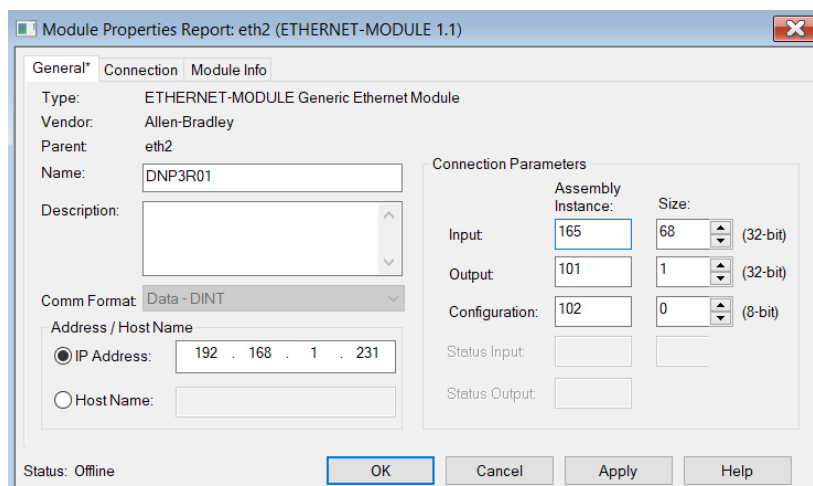 Module Properties Report: eth2 (ETHERNET-MODULE 1.1)
General* Connection Module Info
Type: ETHERNET-MODULE Generic Ethernet Module
Vendor: Allen-Bradley
Parent: eth2
Name: DNP3R01
Description:
Comm Format: Data - DINT
Address / Host Name
IP Address: 192 . 168 . 1 . 231
Host Name:
Connection Parameters
Assembly
Instance: Size:
Input: 165 68 (32-bit)
Output: 101 1 (32-bit)
Configuration: 102 0 (8-bit)
Status Input:
Status Output:
Status: Offline
OK Cancel Apply Help